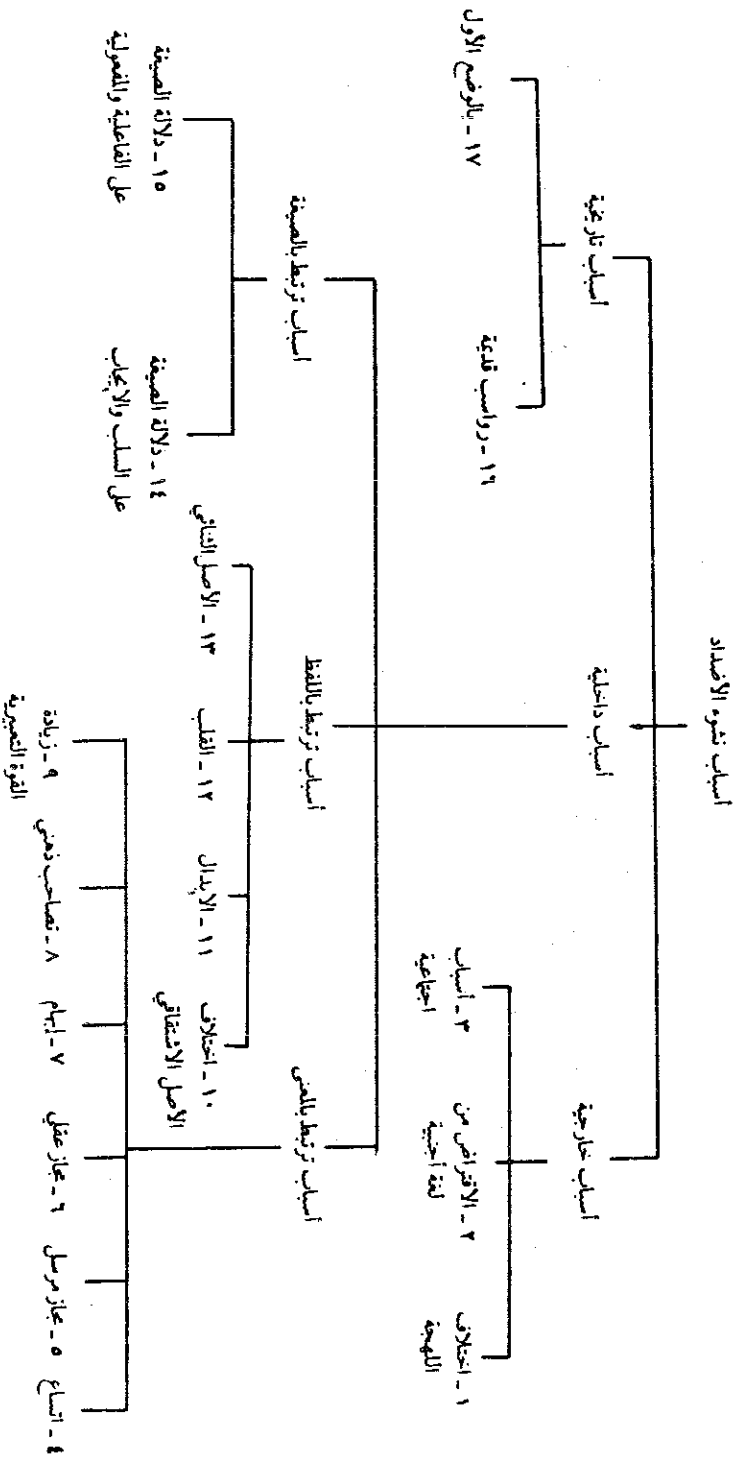 أسباب نشوء الأضداد
أسباب خارجية
أسباب داخلية
أسباب تاريخية
١ - اختلاف
اللهجة
٢ - الاقتراض من
لغة أجنبية
٣ - أسباب
اجتماعية
١٦ - رواسب قديمة
١٧ - بالوضع الأول
أسباب ترتبط بالمعنى
أسباب ترتبط باللفظ
أسباب ترتبط بالصيغة
٤ - اتساع
٥ - مجاز مرسل
٦ - مجاز عقلي
٧ - إبهام
٨ - تصاحب ذهني
٩ - زيادة
القوة التعبيرية
١٠ - اختلاف
الأصل الاشتقاقي
١١ - الإبدال
١٢ - القلب
١٣ - الأصل الثنائي
١٤ - دلالة الصيغة
على السلب والإيجاب
١٥ - دلالة الصيغة
على الفاعلية والمفعولية